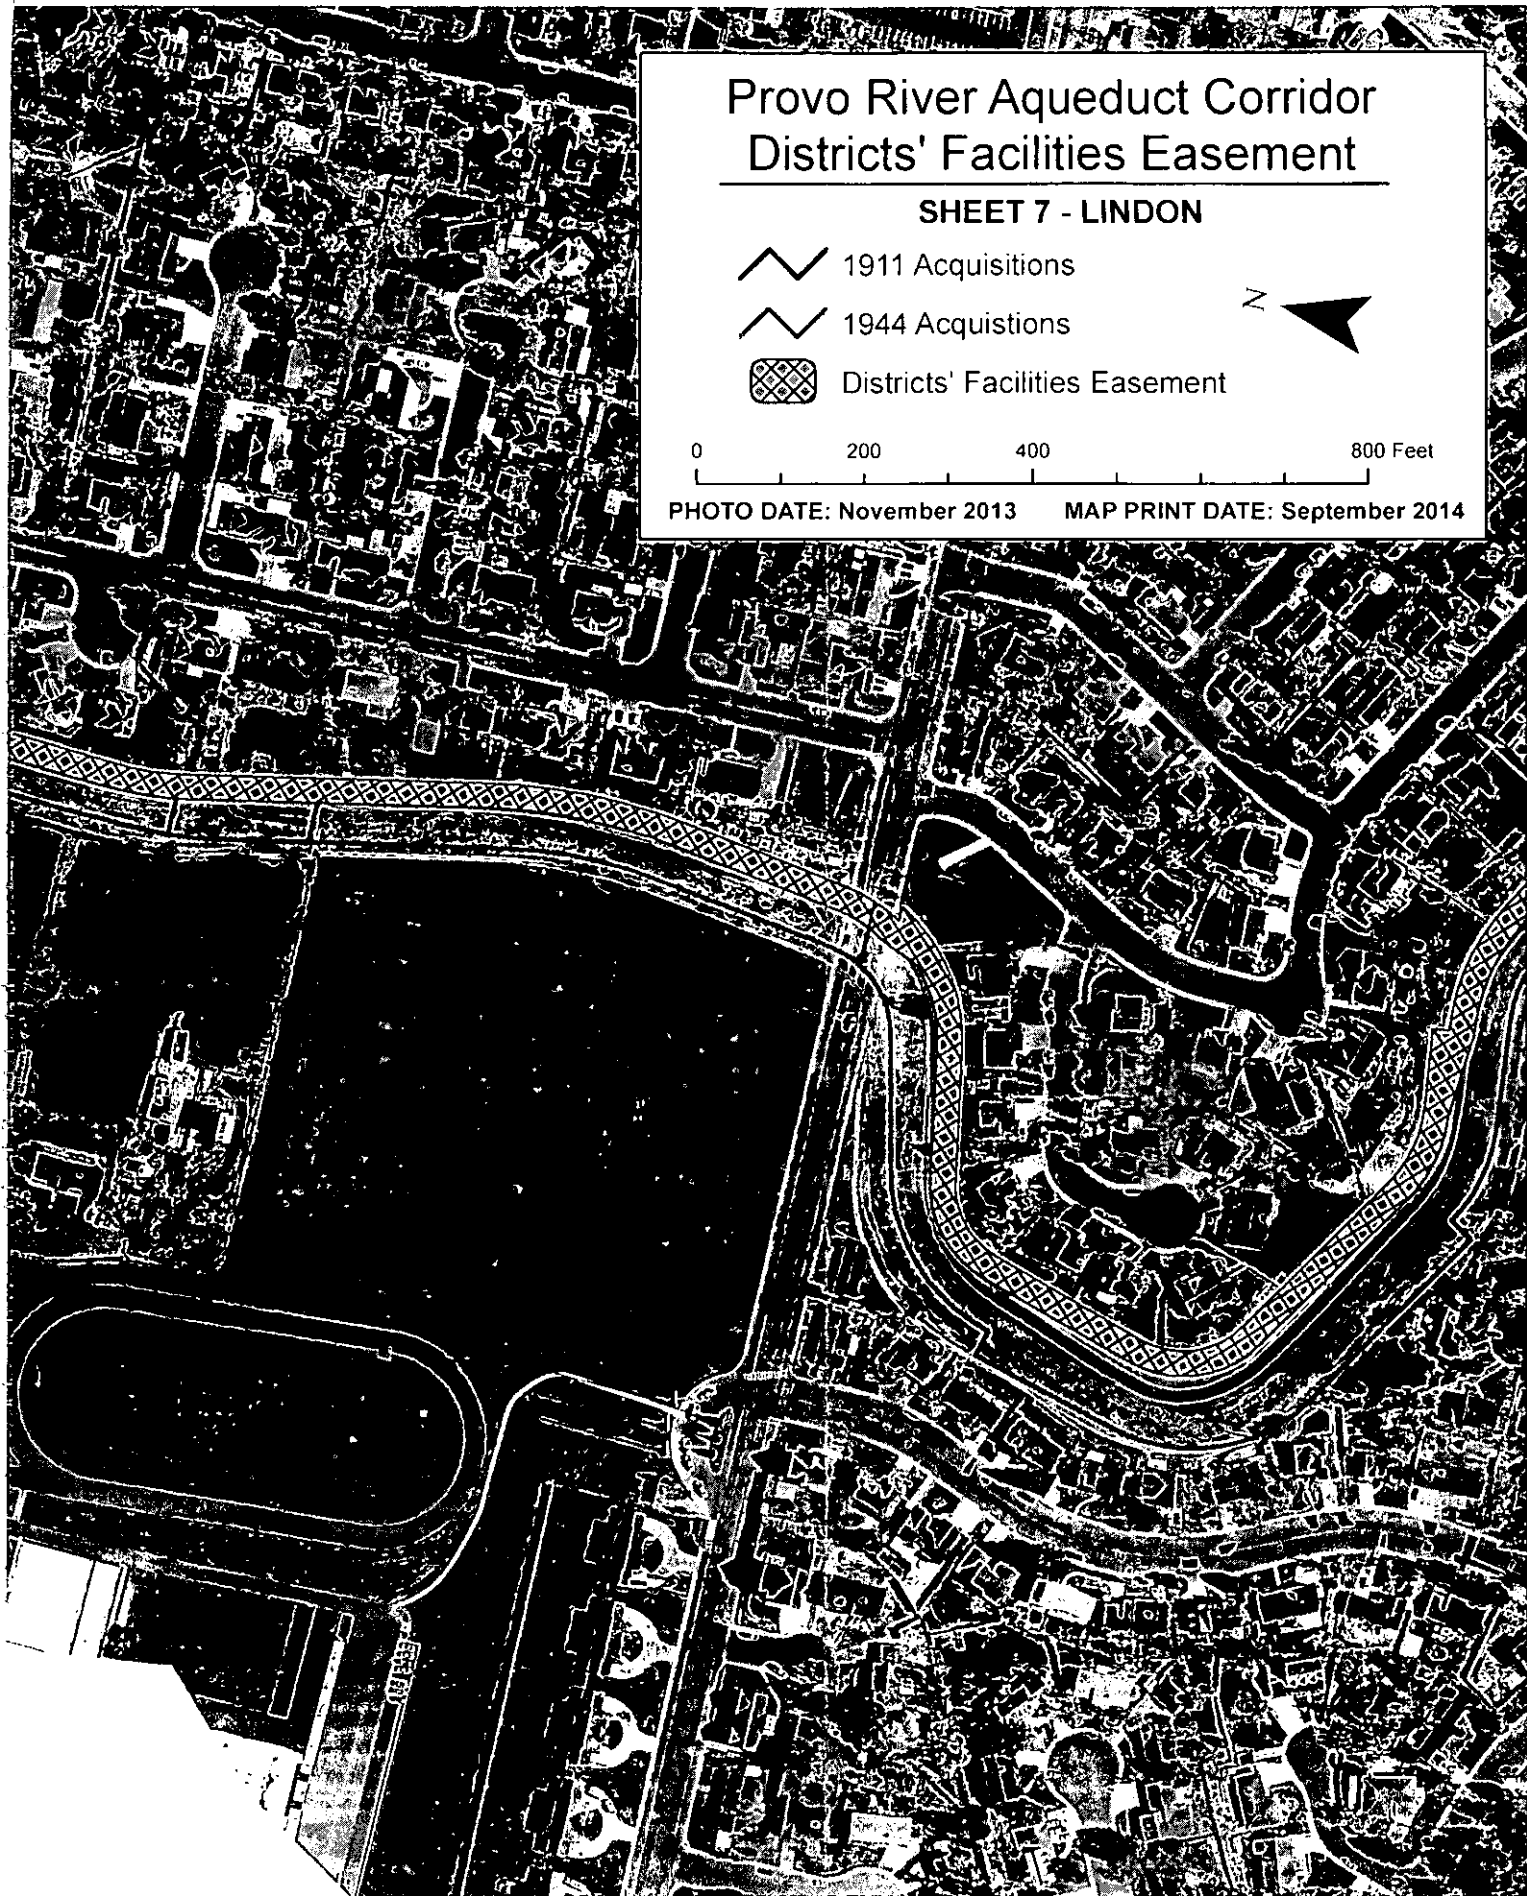 Provo River Aqueduct Corridor
Districts' Facilities Easement
SHEET 7 - LINDON
1911 Acquisitions
1944 Acquistions
N
Districts' Facilities Easement
0 200 400 800 Feet
PHOTO DATE: November 2013 MAP PRINT DATE: September 2014